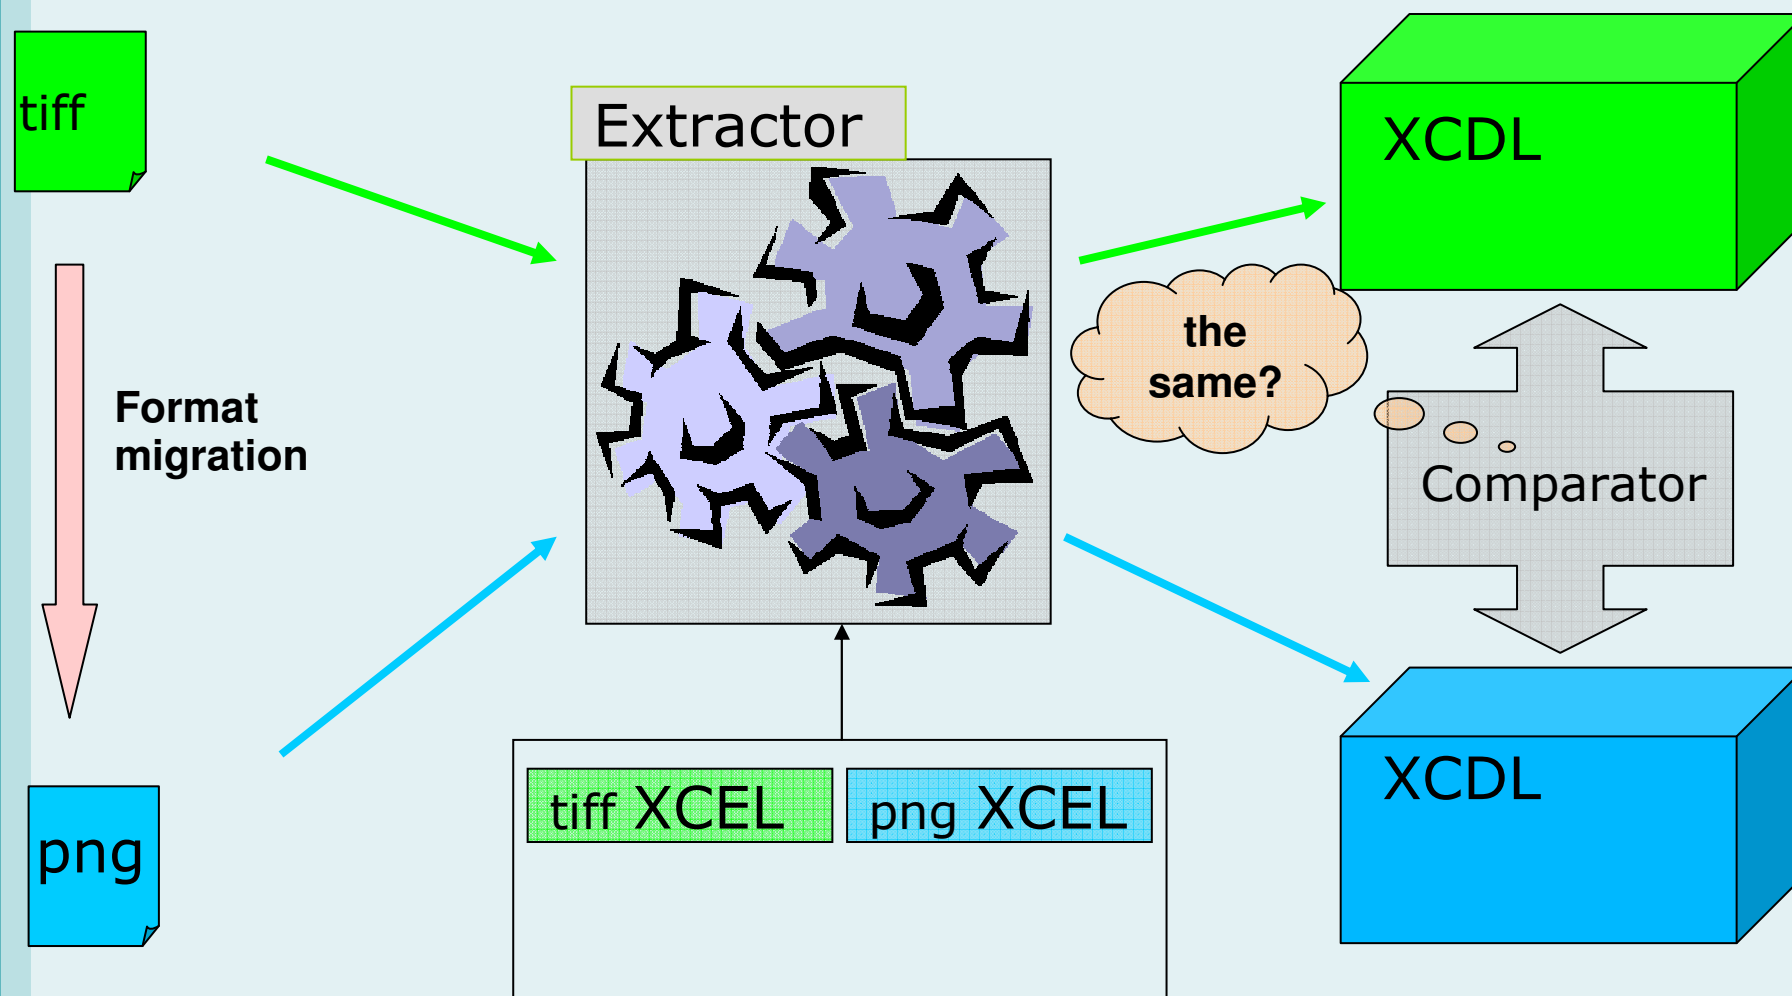 tiff
Extractor
XCDL
the
same?
Format
migration
Comparator
tiff XCEL
png XCEL
XCDL
png